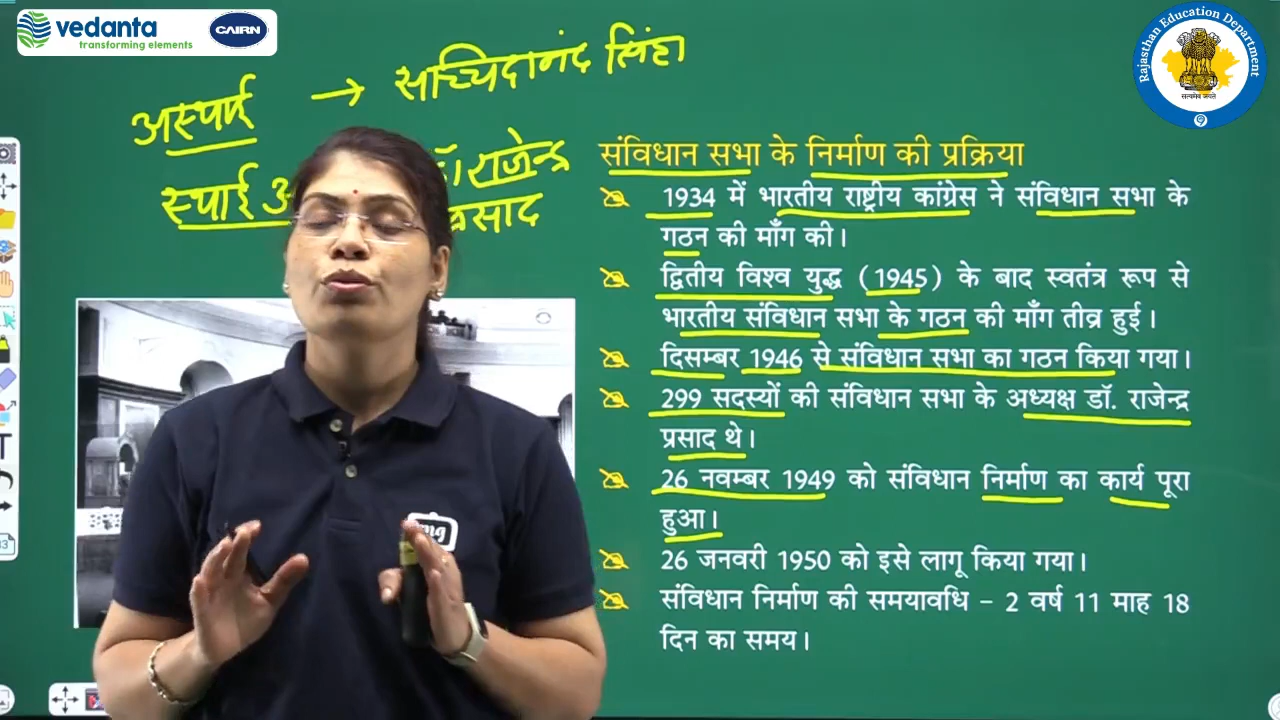 vedanta
transforming elements
CAIRN
Rajasthan Education Department
सत्यमेव जयते
अस्पाई → सच्चिदानंद सिंहा
स्पाई
राजेन्द्र
प्रसाद
संविधान सभा के निर्माण की प्रक्रिया
1934 में भारतीय राष्ट्रीय कांग्रेस ने संविधान सभा के
गठन की माँग की।
द्वितीय विश्व युद्ध (1945) के बाद स्वतंत्र रूप से
भारतीय संविधान सभा के गठन की माँग तीव्र हुई।
दिसम्बर 1946 से संविधान सभा का गठन किया गया।
299 सदस्यों की संविधान सभा के अध्यक्ष डॉ. राजेन्द्र
प्रसाद थे।
26 नवम्बर 1949 को संविधान निर्माण का कार्य पूरा
हुआ।
26 जनवरी 1950 को इसे लागू किया गया।
संविधान निर्माण की समयावधि – 2 वर्ष 11 माह 18
दिन का समय।
mg